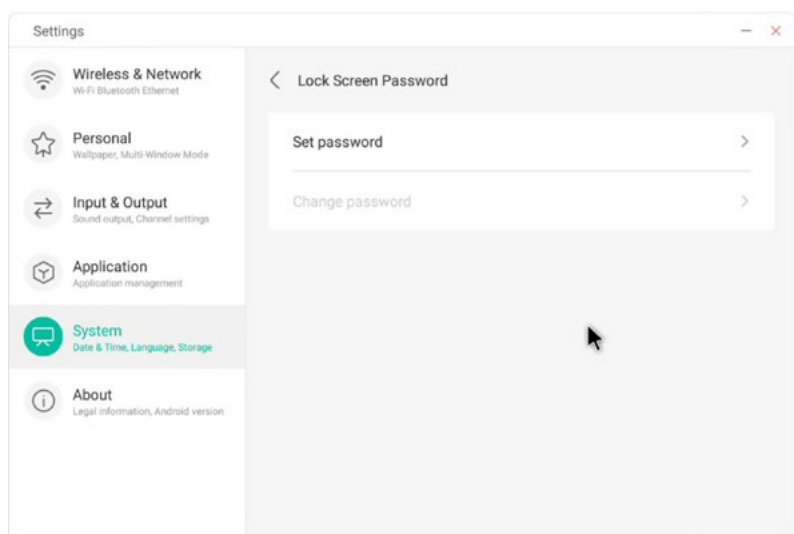 Settings
Wireless & Network
Wi-Fi Bluetooth Ethernet
Personal
Wallpaper, Multi-Window Mode
Input & Output
Sound output, Channel settings
Application
Application management
System
Date & Time, Language, Storage
About
Legal information, Android version
Lock Screen Password
Set password
Change password